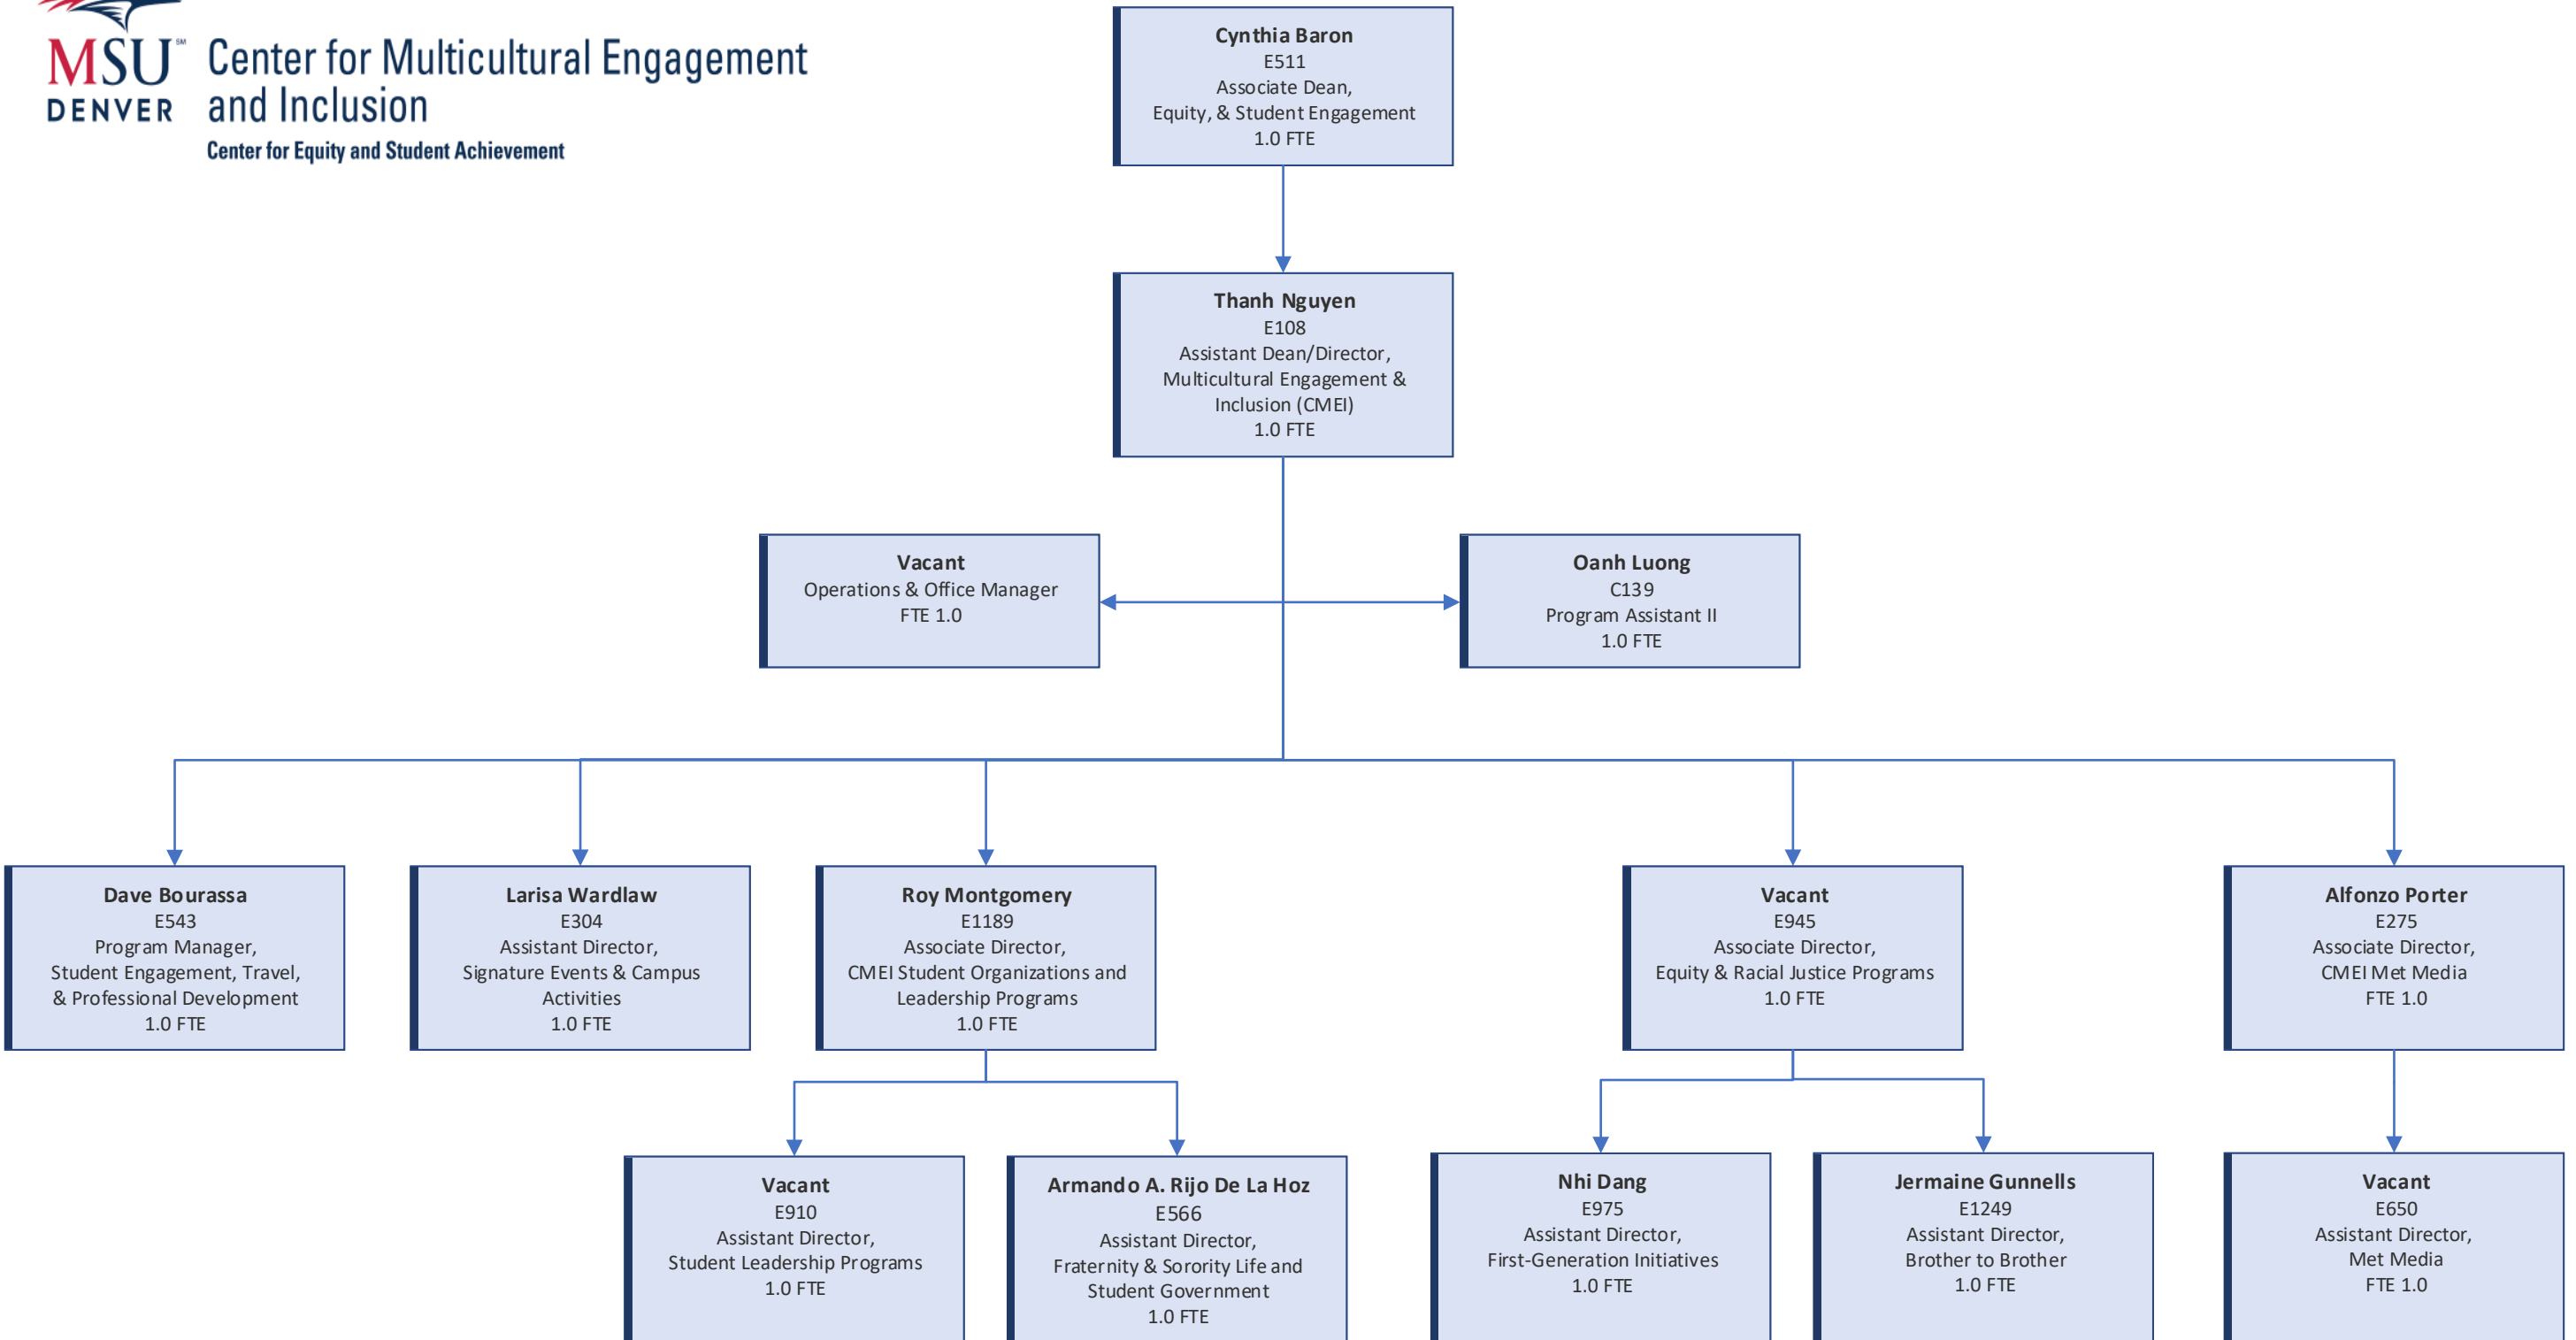 MSU℠
DENVER
Center for Multicultural Engagement
and Inclusion
Center for Equity and Student Achievement
Cynthia Baron
E511
Associate Dean,
Equity, & Student Engagement
1.0 FTE
Thanh Nguyen
E108
Assistant Dean/Director,
Multicultural Engagement &
Inclusion (CMEI)
1.0 FTE
Vacant
Operations & Office Manager
FTE 1.0
Oanh Luong
C139
Program Assistant II
1.0 FTE
Dave Bourassa
E543
Program Manager,
Student Engagement, Travel,
& Professional Development
1.0 FTE
Larisa Wardlaw
E304
Assistant Director,
Signature Events & Campus
Activities
1.0 FTE
Roy Montgomery
E1189
Associate Director,
CMEI Student Organizations and
Leadership Programs
1.0 FTE
Vacant
E945
Associate Director,
Equity & Racial Justice Programs
1.0 FTE
Alfonzo Porter
E275
Associate Director,
CMEI Met Media
FTE 1.0
Vacant
E910
Assistant Director,
Student Leadership Programs
1.0 FTE
Armando A. Rijo De La Hoz
E566
Assistant Director,
Fraternity & Sorority Life and
Student Government
1.0 FTE
Nhi Dang
E975
Assistant Director,
First-Generation Initiatives
1.0 FTE
Jermaine Gunnells
E1249
Assistant Director,
Brother to Brother
1.0 FTE
Vacant
E650
Assistant Director,
Met Media
FTE 1.0